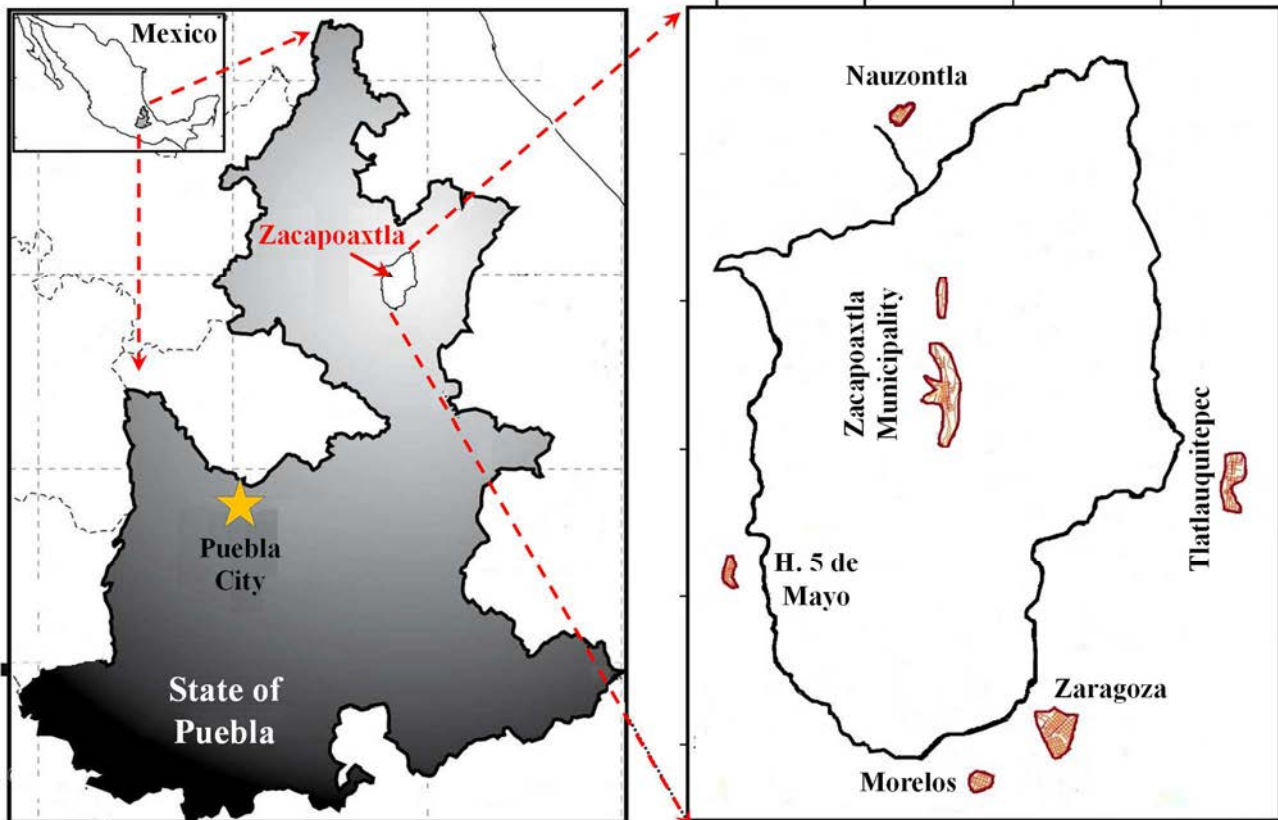 Mexico
Zacapoaxtla
Puebla
City
State of
Puebla
Nauzontla
Zacapoaxtla
Municipality
Tlatlauquitepec
H. 5 de
Mayo
Zaragoza
Morelos